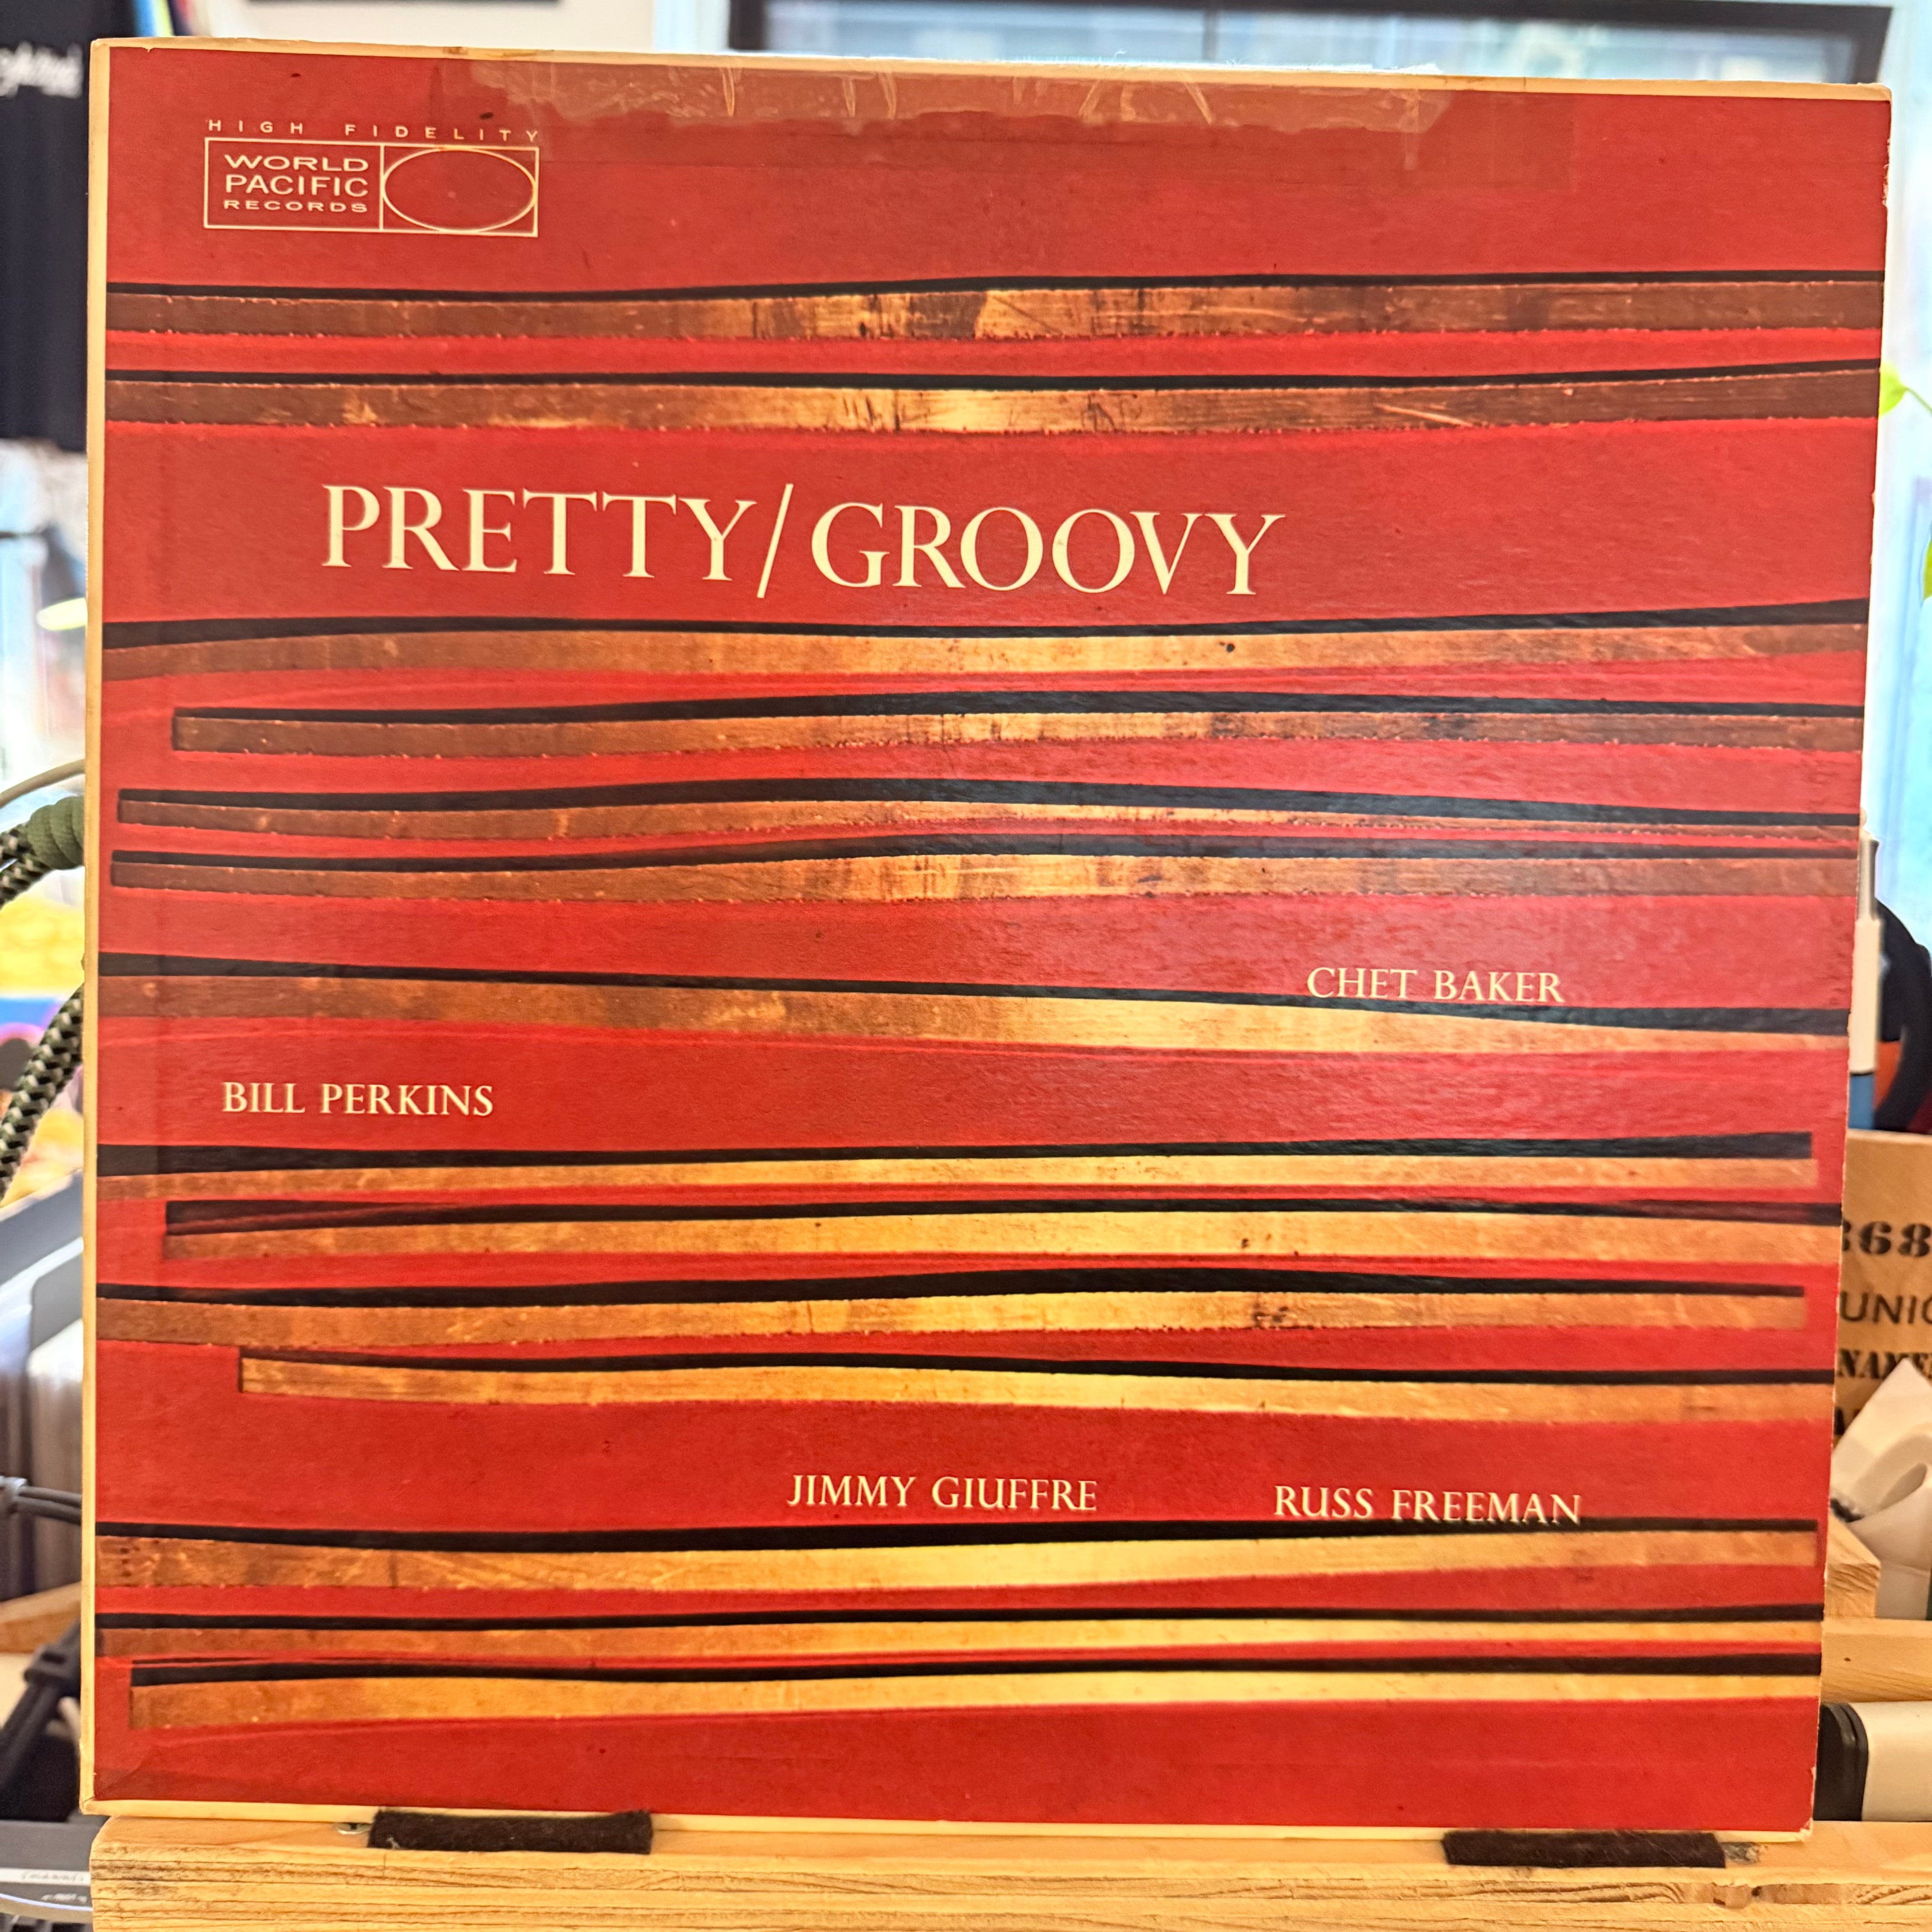 HIGH FIDELITY
WORLD
PACIFIC
RECORDS
PRETTY/GROOVY
CHET BAKER
BILL PERKINS
JIMMY GIUFFRE
RUSS FREEMAN